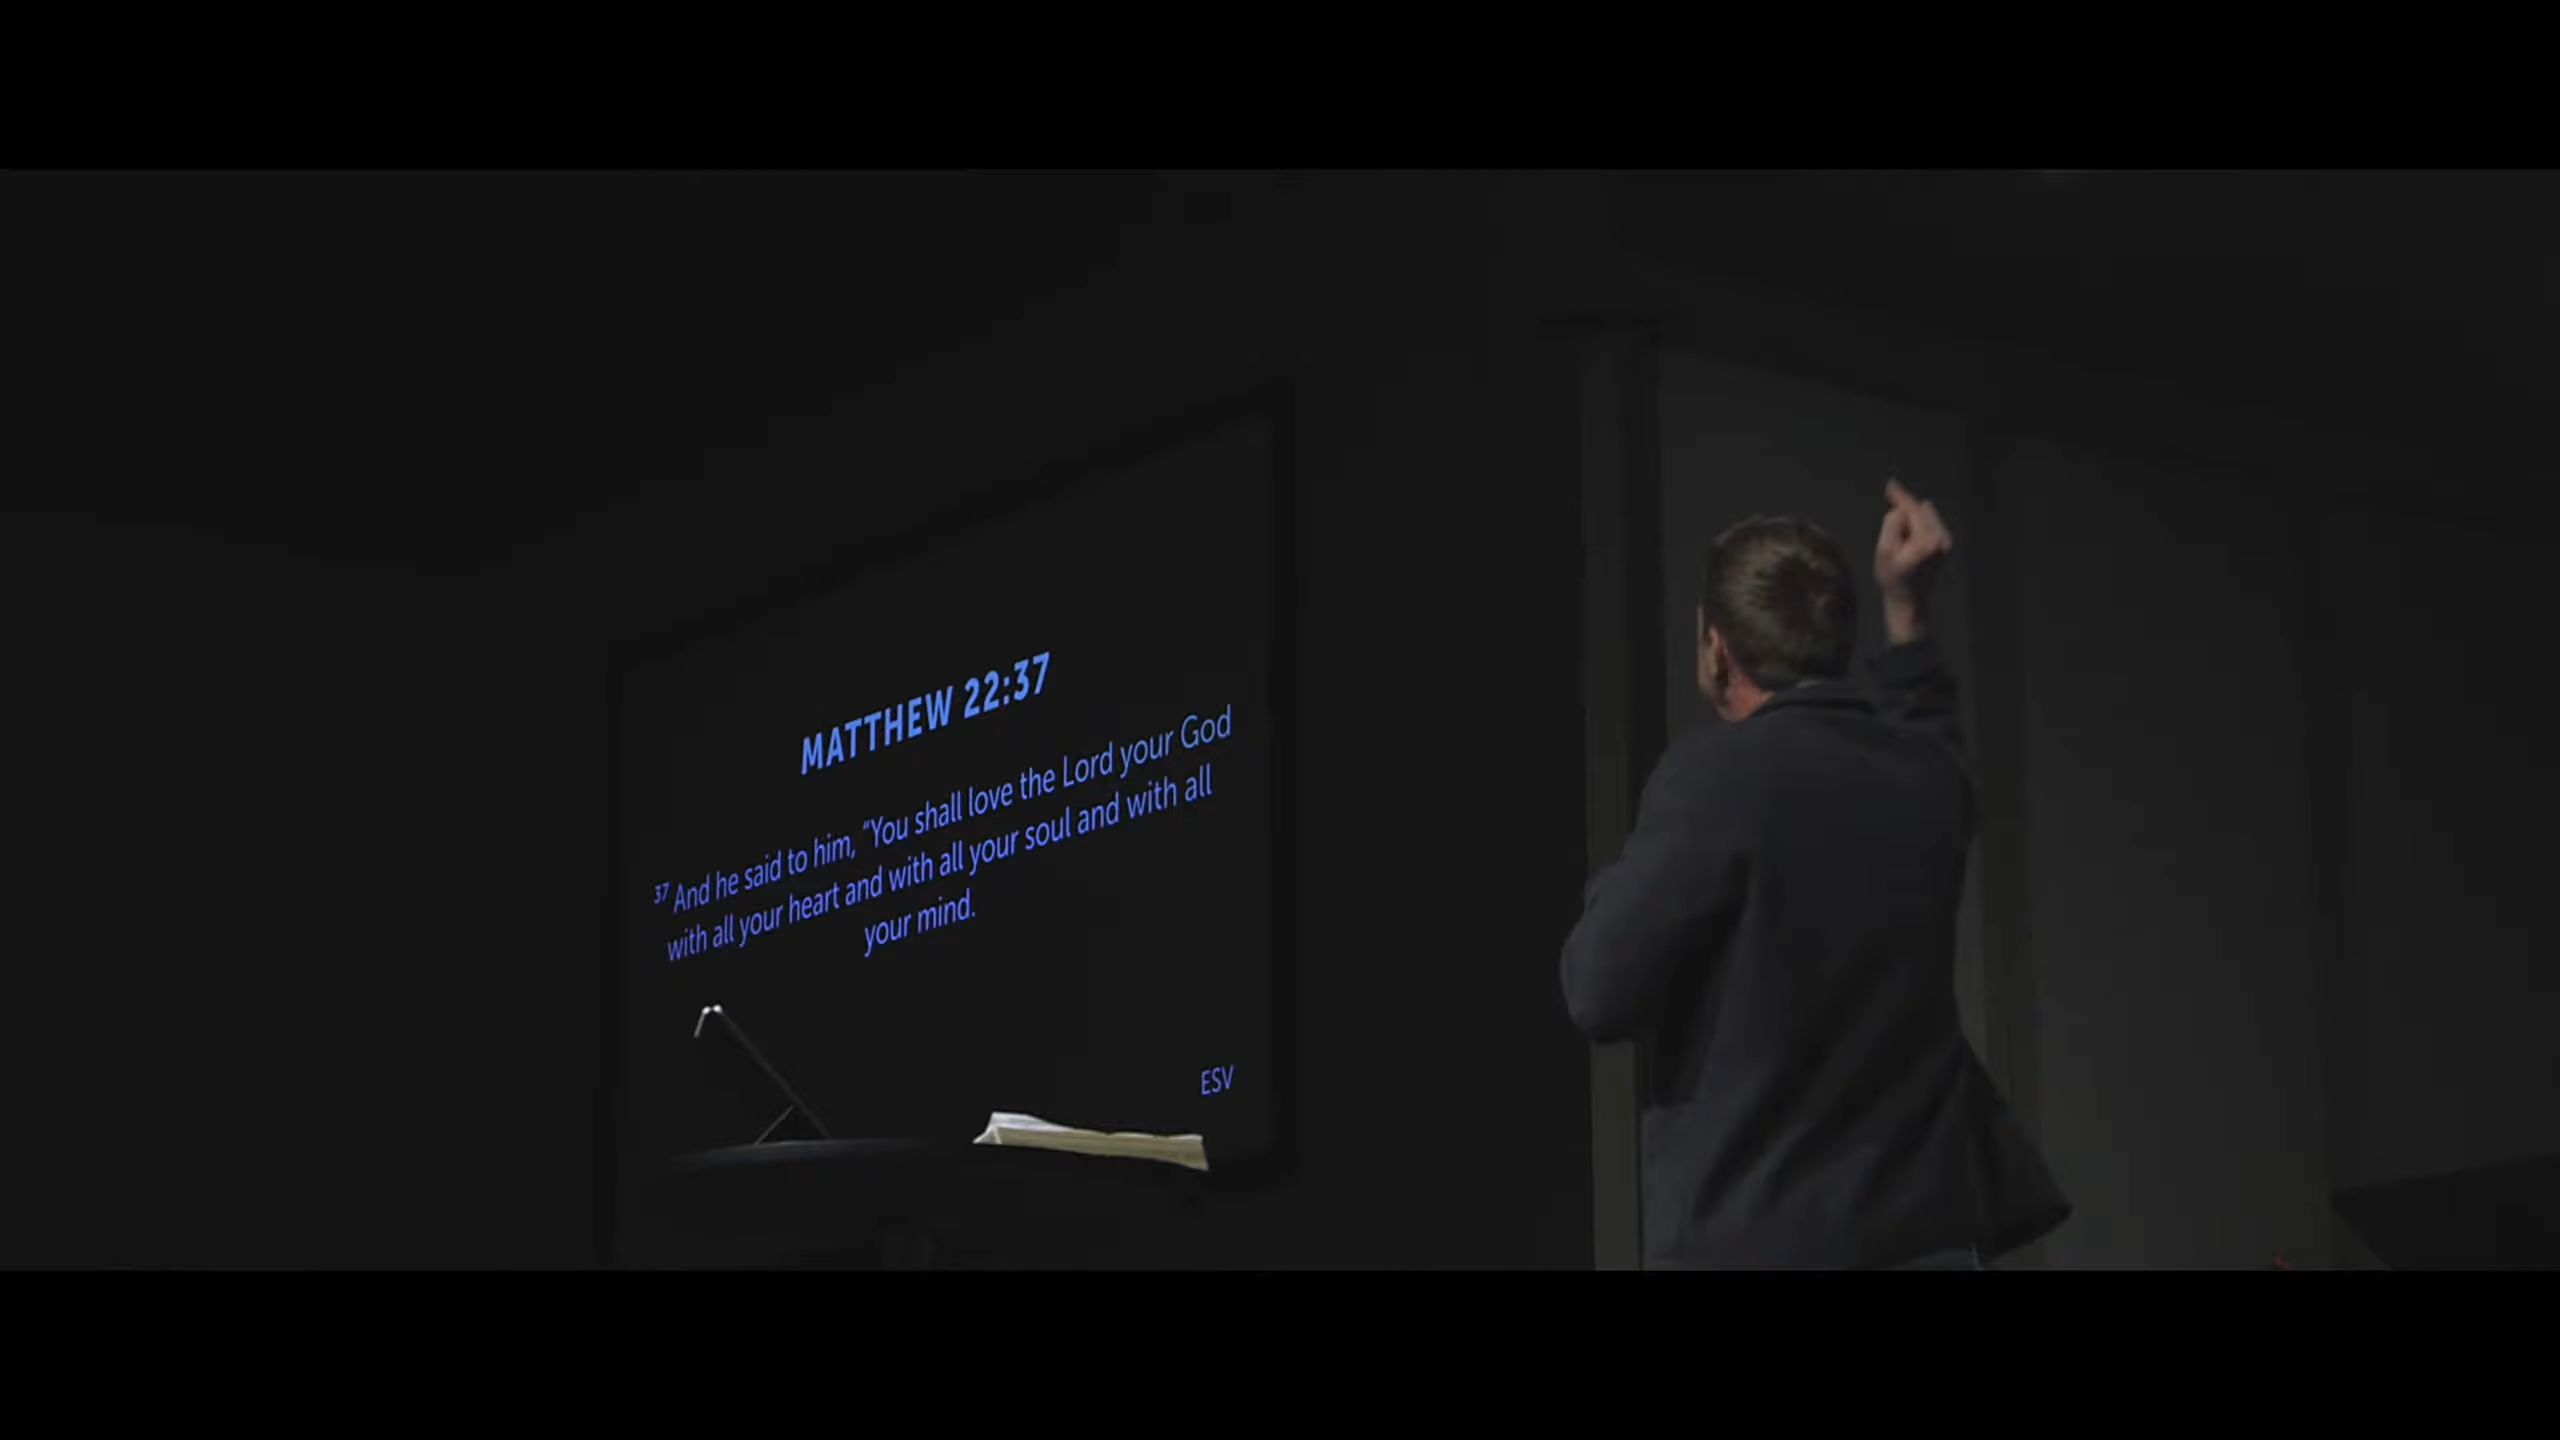 MATTHEW 22:37
37 And he said to him, “You shall love the Lord your God
with all your heart and with all your soul and with all
your mind.
ESV